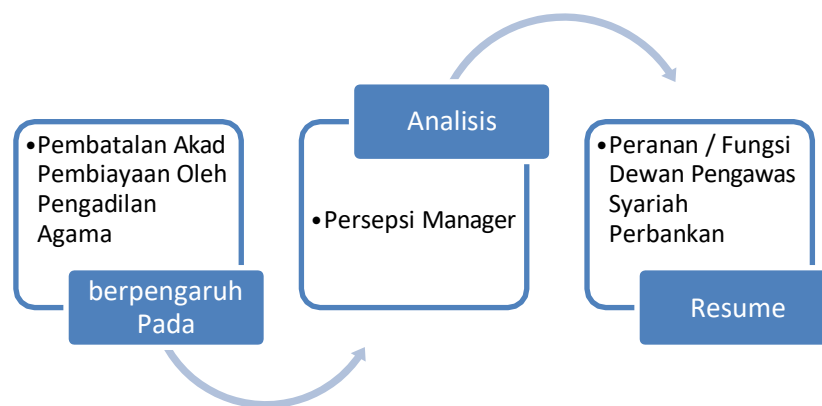 •Pembatalan Akad
Pembiayaan Oleh
Pengadilan
Agama
berpengaruh
Pada
Analisis
•Persepsi Manager
•Peranan / Fungsi
Dewan Pengawas
Syariah
Perbankan
Resume